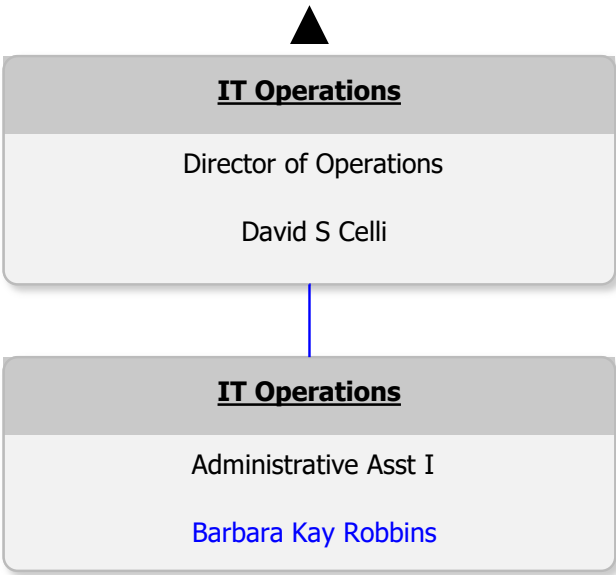 IT Operations
Director of Operations
David S Celli
IT Operations
Administrative Asst I
Barbara Kay Robbins